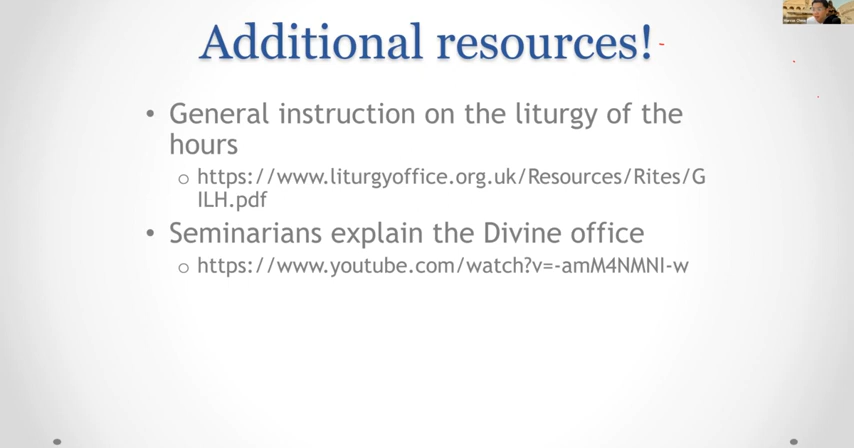 Additional resources!
• General instruction on the liturgy of the
hours
o https://www.liturgyoffice.org.uk/Resources/Rites/G
ILH.pdf
• Seminarians explain the Divine office
o https://www.youtube.com/watch?v=-amM4NMNI-w